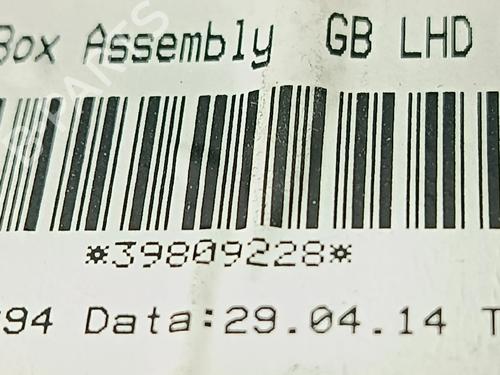 Box Assembly GB LHD
*39809228*
94 Data:29.04.14 T